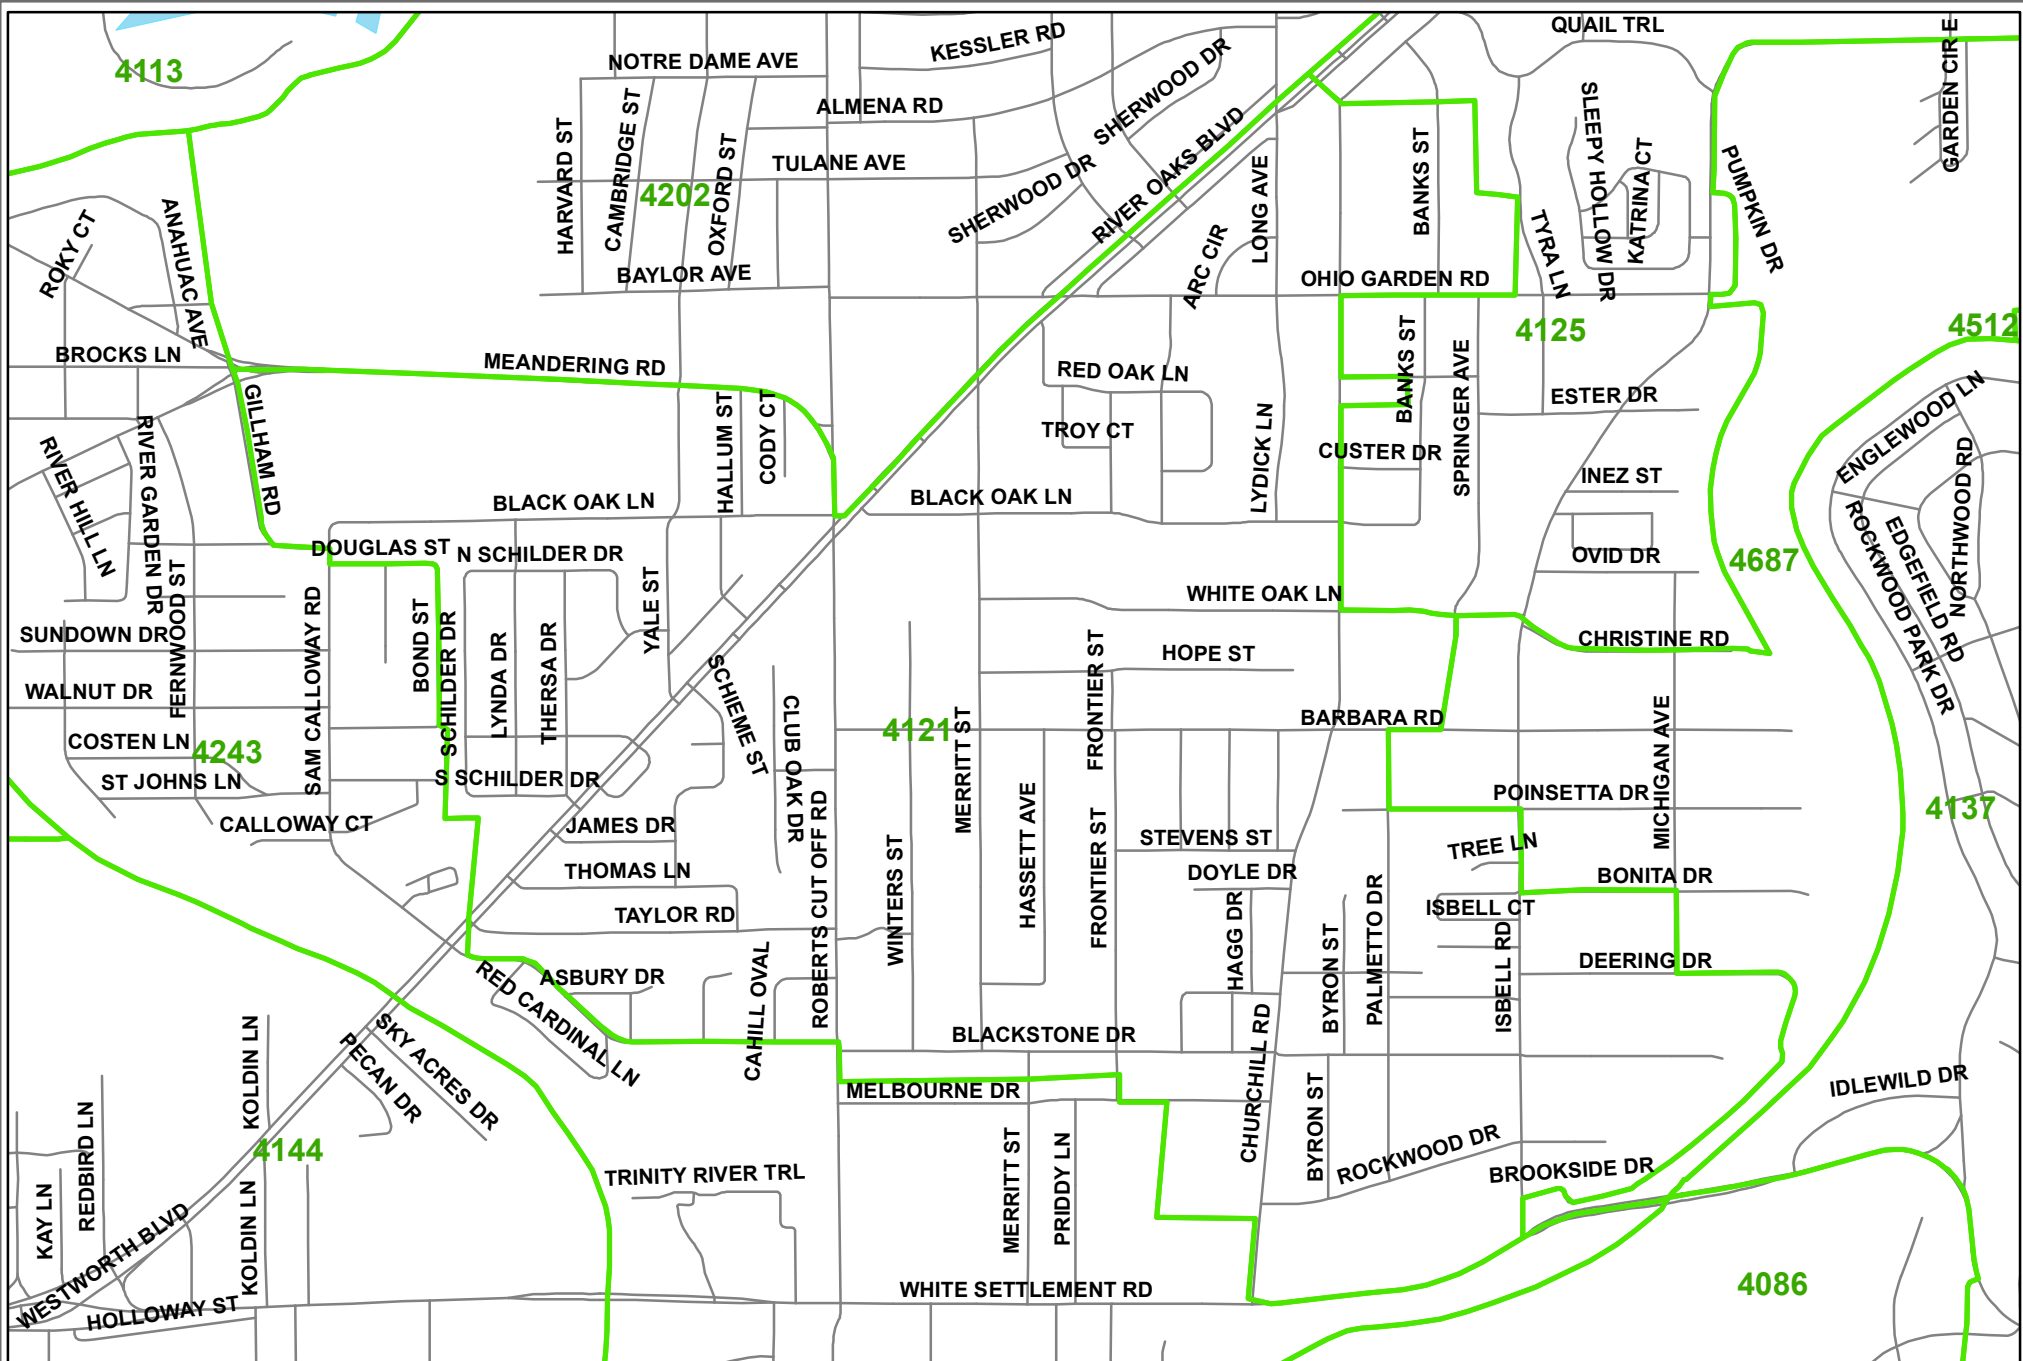 QUAIL TRL
KESSLER RD
GARDEN CIR E
NOTRE DAME AVE
SHERWOOD DR
4113
ALMENA RD
CAMBRIDGE ST
HARVARD ST
OXFORD ST
SLEEPY HOLLOW DR
KATRINA CT
BANKS ST
RIVER OAKS BLVD
PUMPKIN DR
TULANE AVE
4202
SHERWOOD DR
LONG AVE
ARC CIR
TYRA LN
ROKY CT
ANAHUAC AVE
BAYLOR AVE
OHIO GARDEN RD
4125
4512
BROCKS LN
MEANDERING RD
RED OAK LN
BANKS ST
SPRINGER AVE
ESTER DR
ENGLEWOOD LN
GILLHAM RD
HALLUM ST
CODY CT
TROY CT
LYDICK LN
CUSTER DR
INEZ ST
NORTHWOOD RD
RIVER HILL LN
RIVER GARDEN DR
BLACK OAK LN
BLACK OAK LN
ROCKWOOD PARK DR
EDGEFIELD RD
DOUGLAS ST
N SCHILDER DR
OVID DR
4687
FERNWOOD ST
SAM CALLOWAY RD
BOND ST
SCHILDER DR
YALE ST
WHITE OAK LN
SUNDOWN DR
LYNDA DR
THERSA DR
FRONTIER ST
HOPE ST
CHRISTINE RD
WALNUT DR
SCHIEME ST
CLUB OAK DR
4121
MERRITT ST
BARBARA RD
MICHIGAN AVE
COSTEN LN
4243
ST JOHNS LN
S SCHILDER DR
POINSETTA DR
4137
CALLOWAY CT
JAMES DR
ROBERTS CUT OFF RD
HASSETT AVE
FRONTIER ST
STEVENS ST
TREE LN
THOMAS LN
WINTERS ST
DOYLE DR
BONITA DR
TAYLOR RD
HAGG DR
PALMETTO DR
ISBELL CT
BYRON ST
ISBELL RD
DEERING DR
RED CARDINAL LN
ASBURY DR
CAHILL OVAL
BLACKSTONE DR
CHURCHILL RD
KOLDIN LN
SKY ACRES DR
PECAN DR
MELBOURNE DR
BYRON ST
IDLEWILD DR
REDBIRD LN
4144
MERRITT ST
PRIDDY LN
ROCKWOOD DR
BROOKSIDE DR
TRINITY RIVER TRL
KAY LN
KOLDIN LN
WESTWORTH BLVD
WHITE SETTLEMENT RD
4086
HOLLOWAY ST